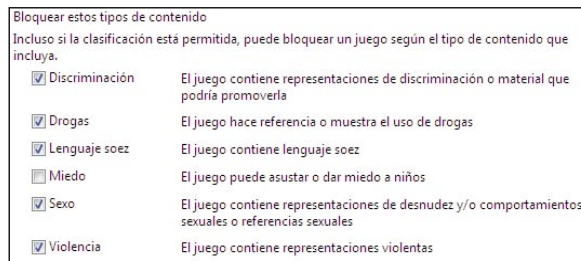 Bloquear estos tipos de contenido
Incluso si la clasificación está permitida, puede bloquear un juego según el tipo de contenido que
incluya.
Discriminación El juego contiene representaciones de discriminación o material que
podría promoverla
Drogas El juego hace referencia o muestra el uso de drogas
Lenguaje soez El juego contiene lenguaje soez
Miedo El juego puede asustar o dar miedo a niños
Sexo El juego contiene representaciones de desnudez y/o comportamientos
sexuales o referencias sexuales
Violencia El juego contiene representaciones violentas